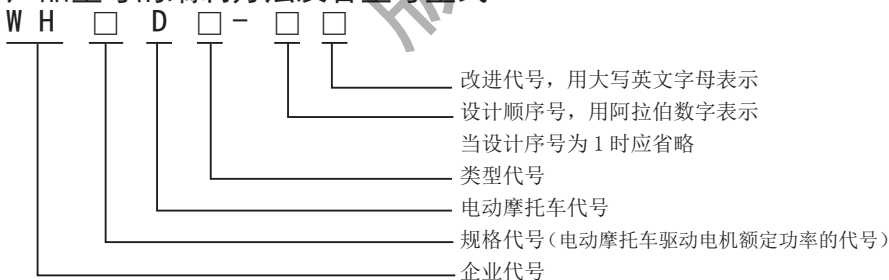 WH□D□-□□
改进代号，用大写英文字母表示
设计顺序号，用阿拉伯数字表示
当设计序号为1时应省略
类型代号
电动摩托车代号
规格代号（电动摩托车驱动电机额定功率的代号）
企业代号